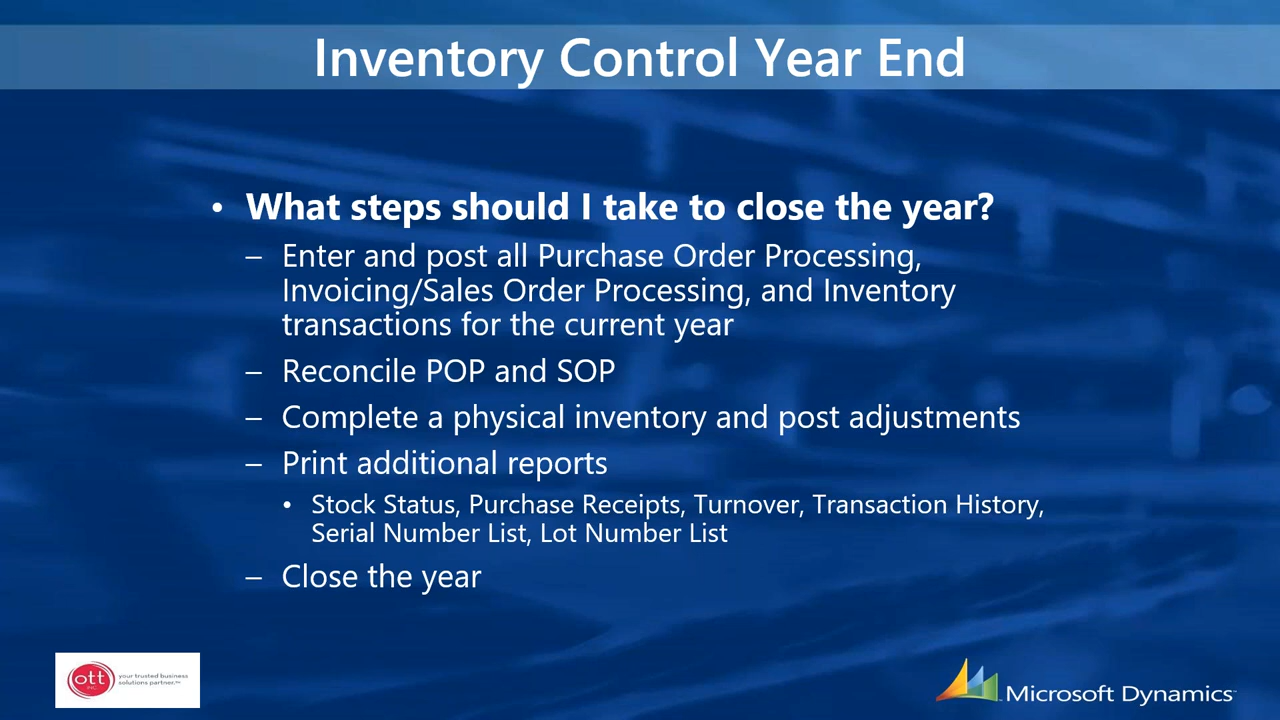 Inventory Control Year End
• What steps should I take to close the year?
– Enter and post all Purchase Order Processing,
Invoicing/Sales Order Processing, and Inventory
transactions for the current year
– Reconcile POP and SOP
– Complete a physical inventory and post adjustments
– Print additional reports
• Stock Status, Purchase Receipts, Turnover, Transaction History,
Serial Number List, Lot Number List
– Close the year
ott
INC.
your trusted business
solutions partner.℠
Microsoft Dynamics™